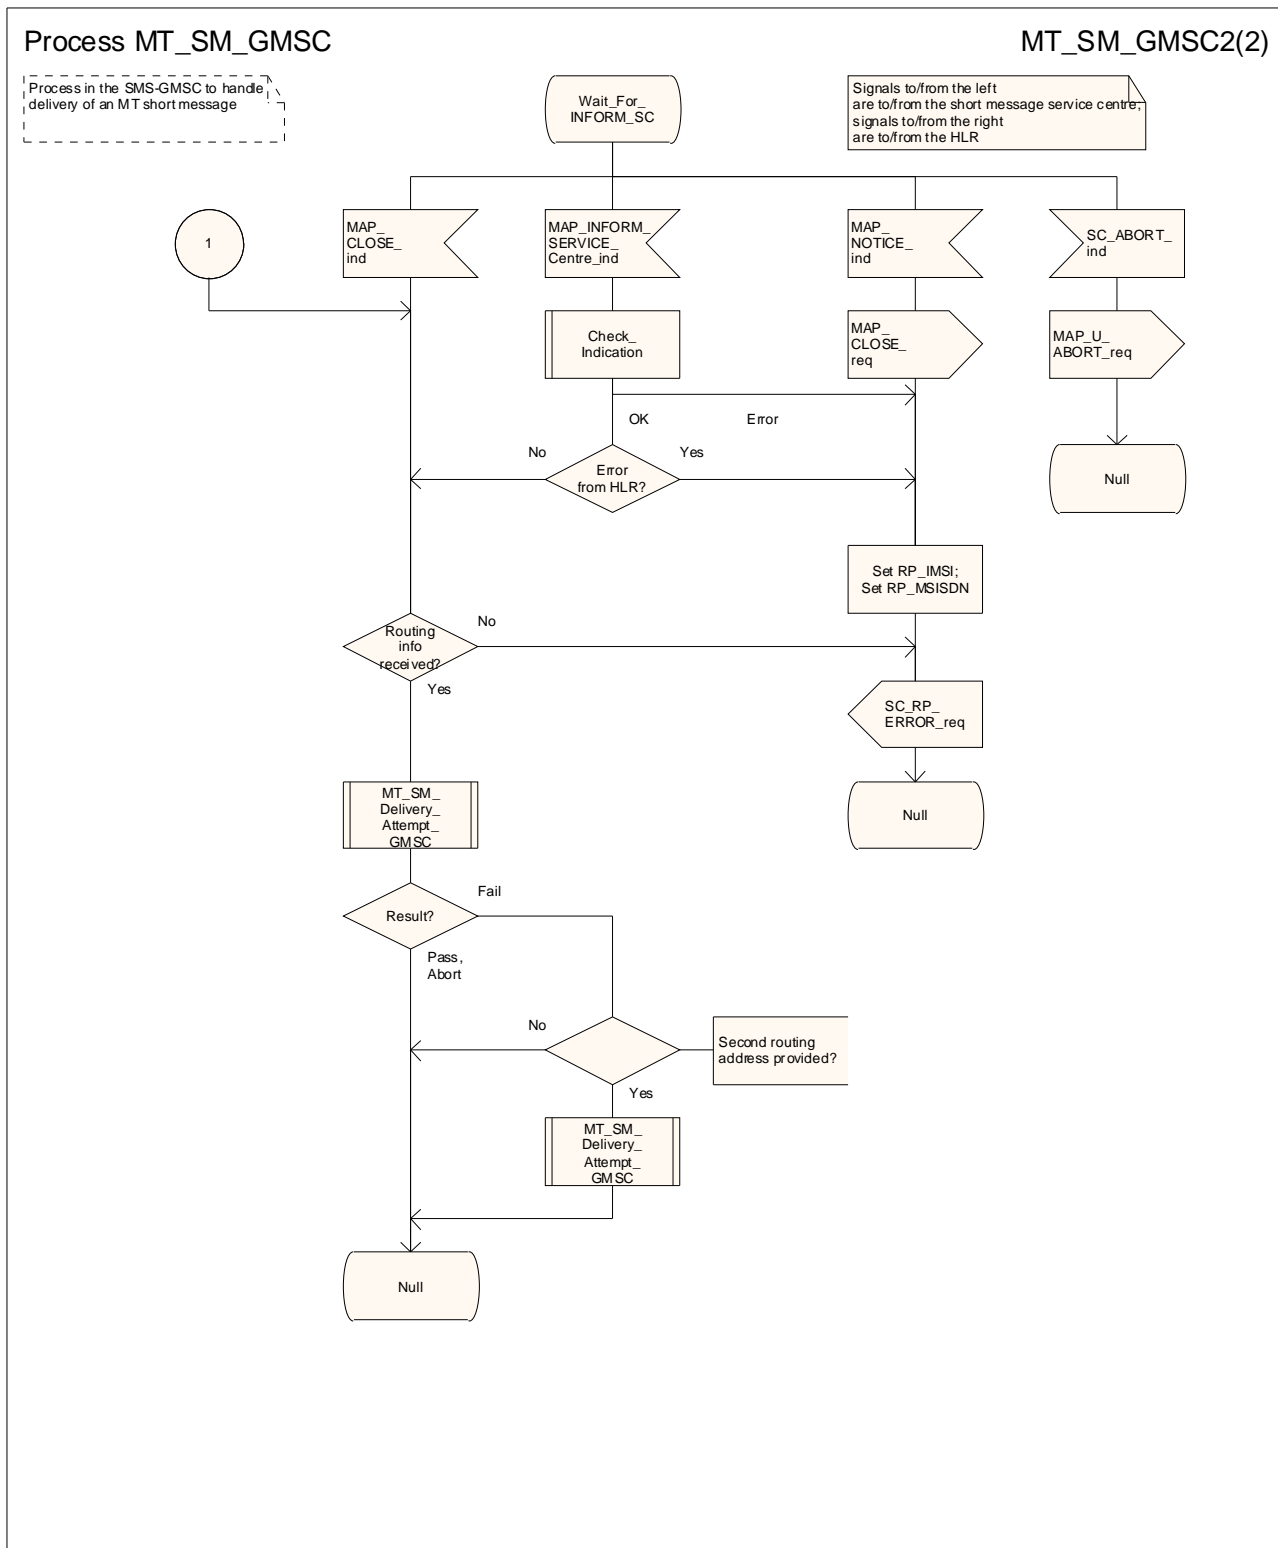 Process MT_SM_GMSC
MT_SM_GMSC2(2)
Process in the SMS-GMSC to handle
delivery of an MT short message
Wait_For_
INFORM_SC
Signals to/from the left
are to/from the short message service centre;
signals to/from the right
are to/from the HLR
1
MAP_
CLOSE_
ind
MAP_INFORM_
SERVICE_
Centre_ind
MAP_
NOTICE_
ind
SC_ABORT_
ind
Check_
Indication
MAP_
CLOSE_
req
MAP_U_
ABORT_req
OK
Error
No
Yes
Error
from HLR?
Null
Set RP_IMSI;
Set RP_MSISDN
No
Routing
info
received?
Yes
SC_RP_
ERROR_req
MT_SM_
Delivery_
Attempt_
GMSC
Null
Fail
Result?
Pass,
Abort
No
Second routing
address provided?
Yes
MT_SM_
Delivery_
Attempt_
GMSC
Null